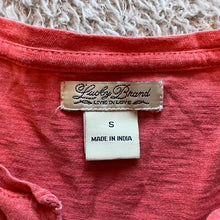 Lucky Brand
LIVE IN LOVE
S
MADE IN INDIA